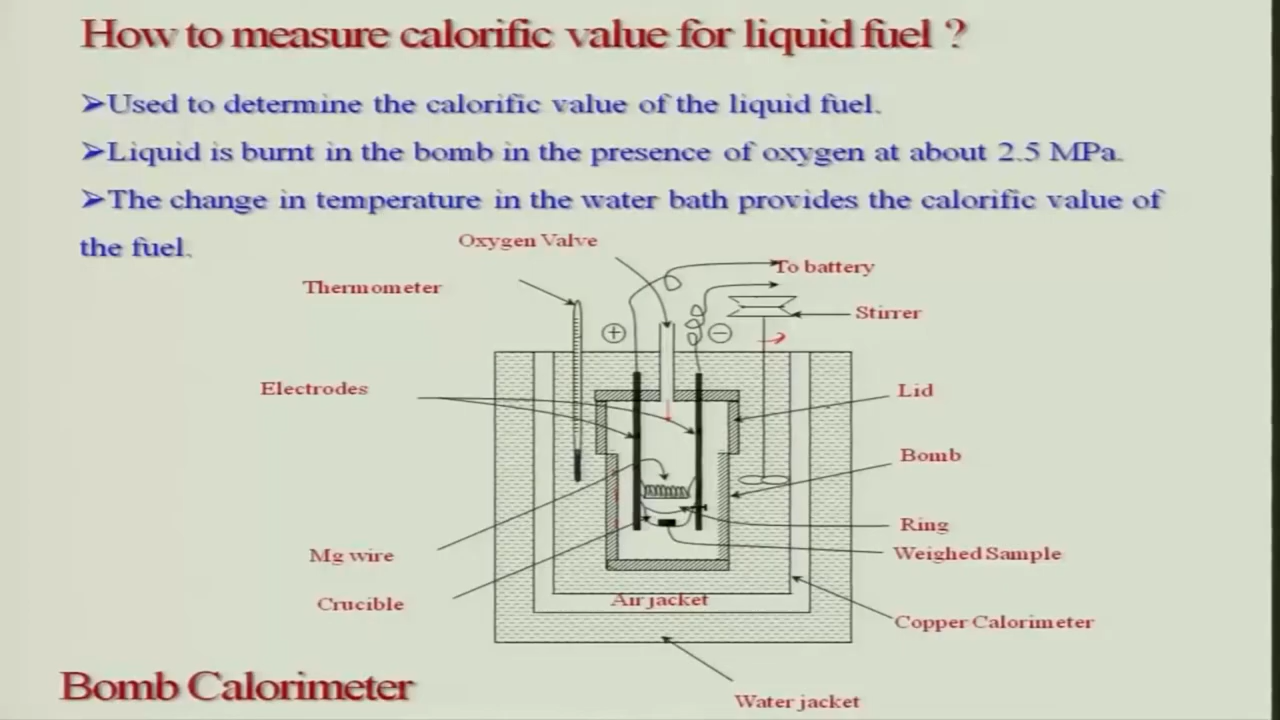 How to measure calorific value for liquid fuel ?
➢Used to determine the calorific value of the liquid fuel.
➢Liquid is burnt in the bomb in the presence of oxygen at about 2.5 MPa.
➢The change in temperature in the water bath provides the calorific value of
the fuel.
Oxygen Valve
To battery
Thermometer
Stirrer
+
−
Electrodes
Lid
Bomb
Ring
Mg wire
Weighed Sample
Crucible
Air jacket
Copper Calorimeter
Bomb Calorimeter
Water jacket